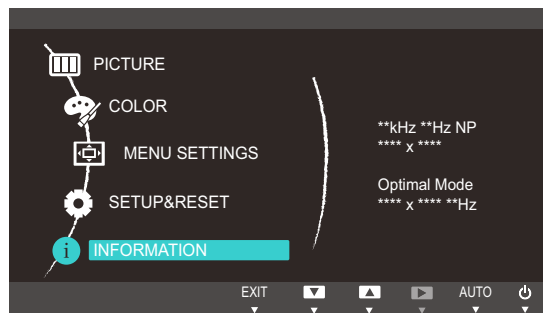 PICTURE
COLOR
MENU SETTINGS
SETUP&RESET
i INFORMATION
**kHz **Hz NP
**** x ****
Optimal Mode
**** x **** **Hz
EXIT AUTO